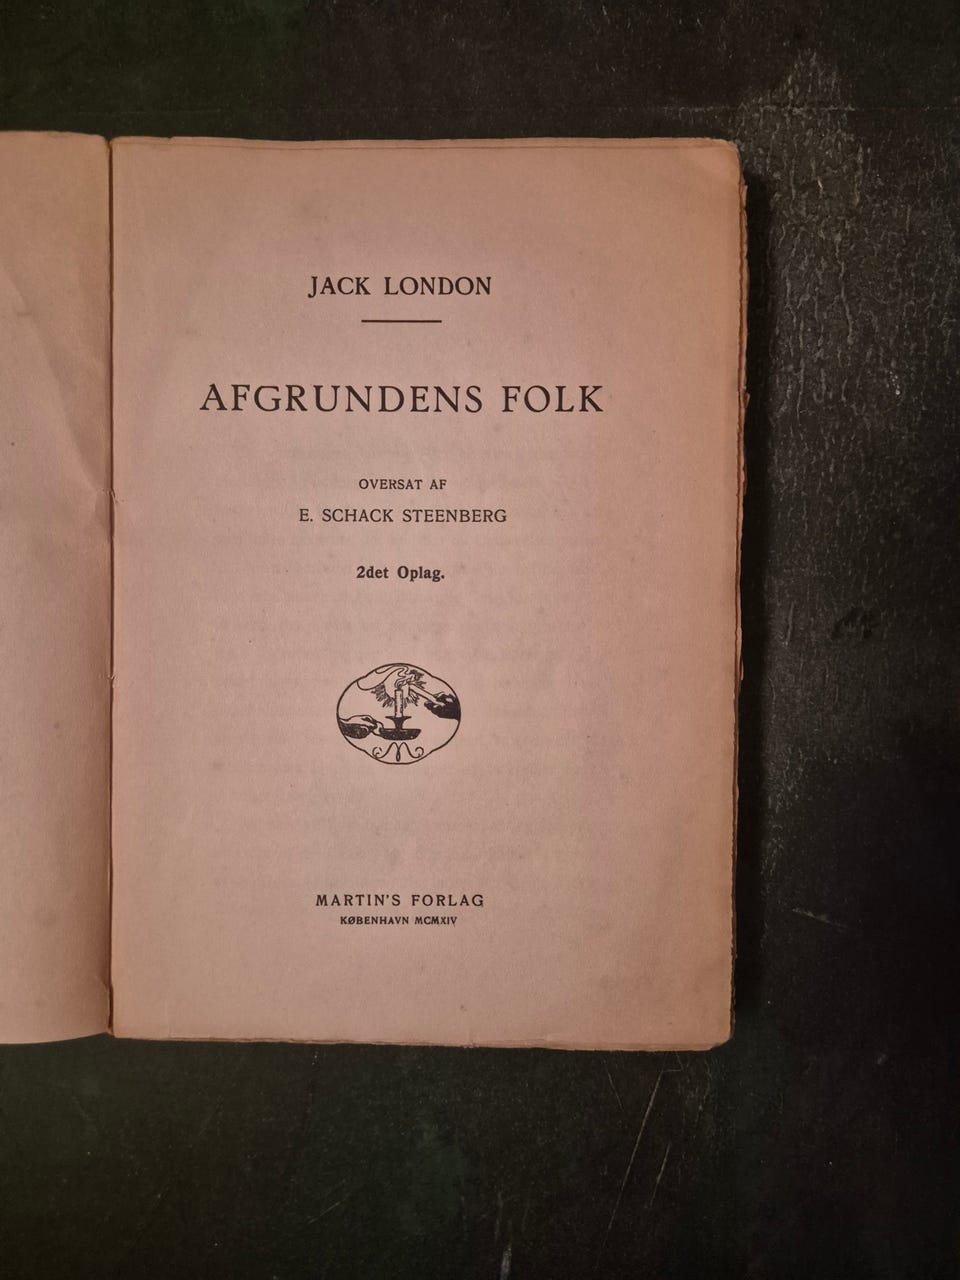 JACK LONDON
AFGRUNDENS FOLK
OVERSAT AF
E. SCHACK STEENBERG
2det Oplag.
MARTIN'S FORLAG
KØBENHAVN MCMXIV